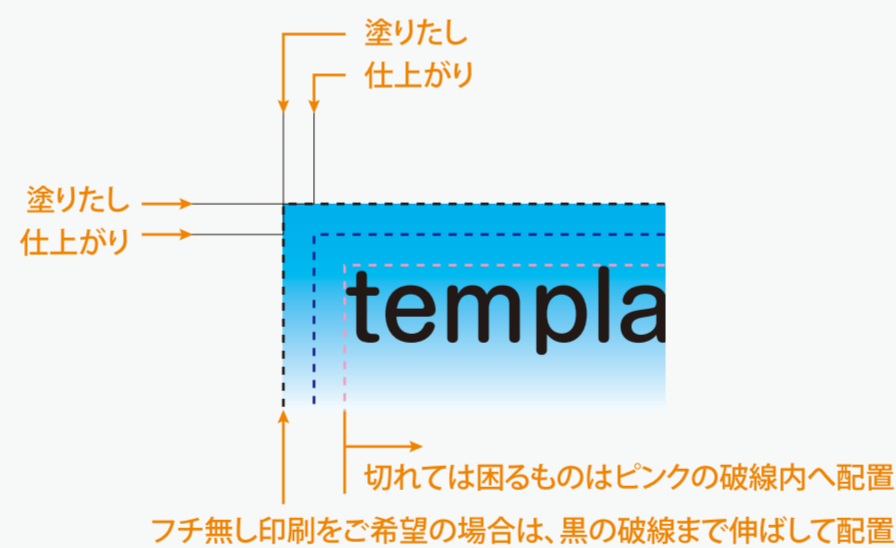 塗りたし
仕上がり
塗りたし
仕上がり
templa
切れては困るものはピンクの破線内へ配置
フチ無し印刷をご希望の場合は、黒の破線まで伸ばして配置